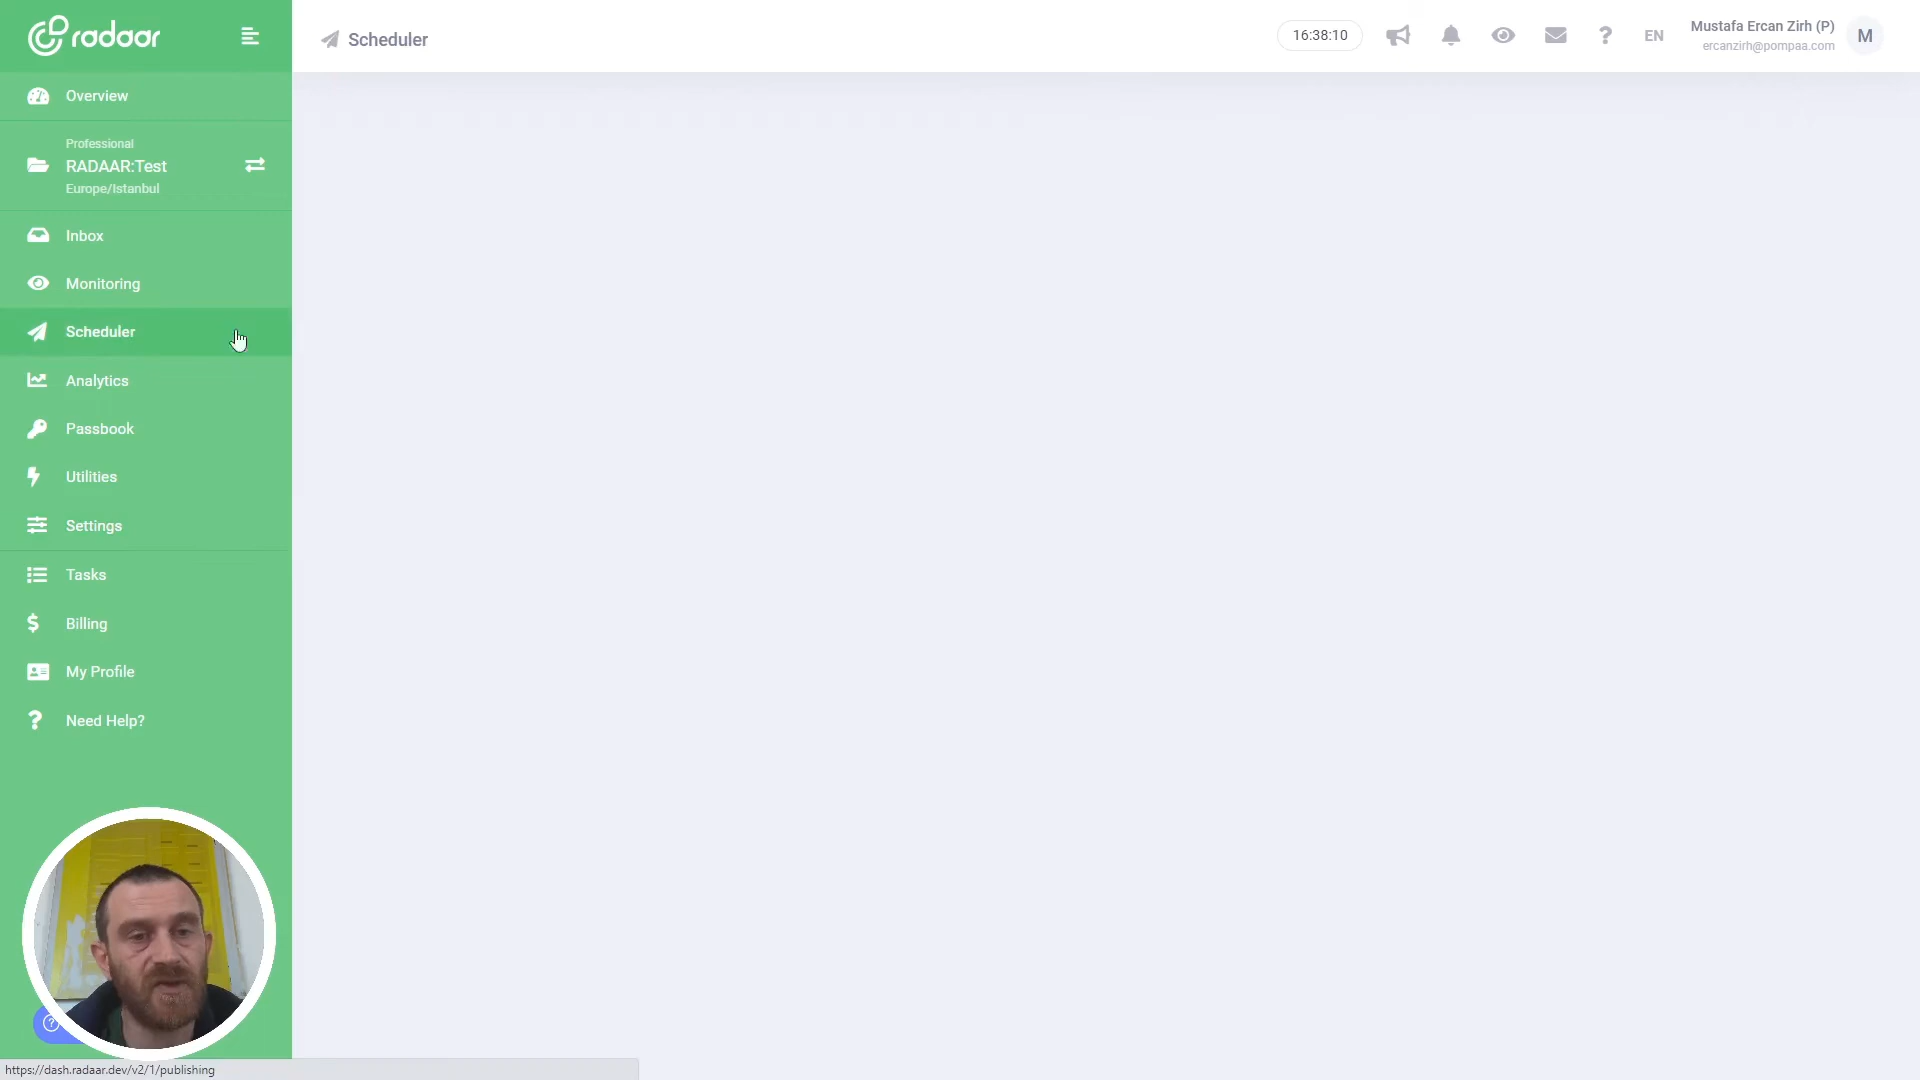 radaar
Scheduler
16:38:10
EN
Mustafa Ercan Zirh (P)
ercanzirh@pompaa.com
M
Overview
Professional
RADAAR:Test
Europe/Istanbul
Inbox
Monitoring
Scheduler
Analytics
Passbook
Utilities
Settings
Tasks
Billing
My Profile
Need Help?
https://dash.radaar.dev/v2/1/publishing